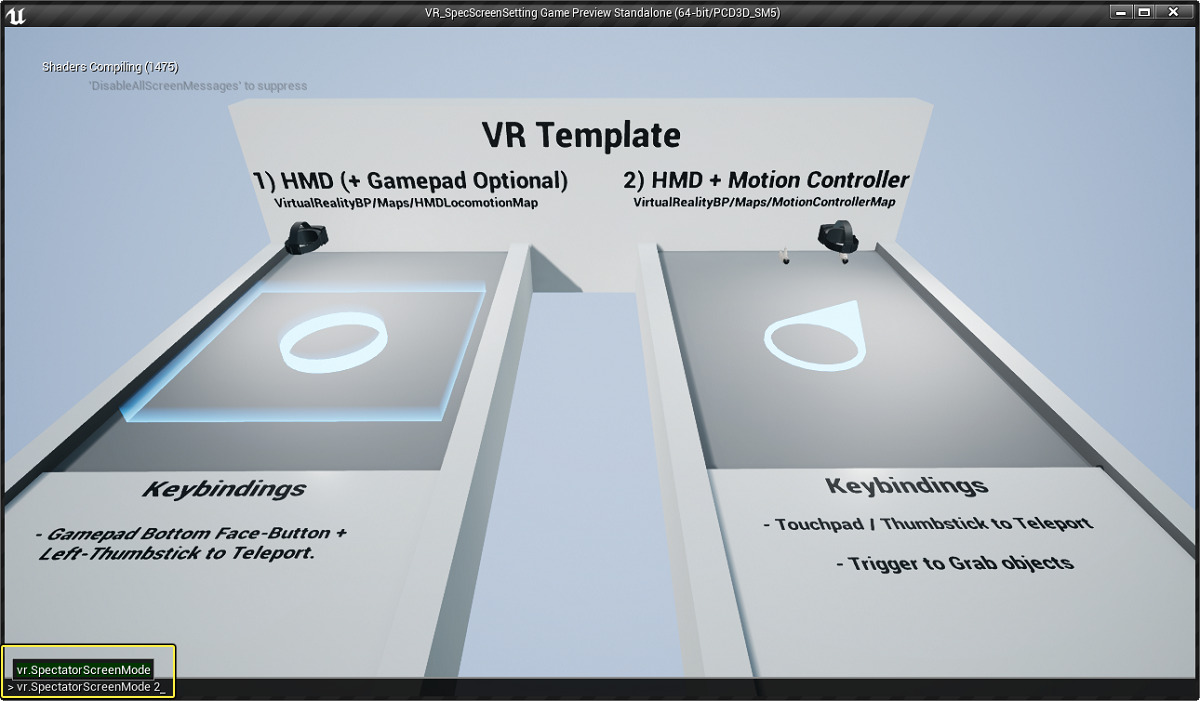 VR_SpecScreenSetting Game Preview Standalone (64-bit/PCD3D_SM5)
Shaders Compiling (1475)
'DisableAllScreenMessages' to suppress
VR Template
1) HMD (+ Gamepad Optional)
VirtualRealityBP/Maps/HMDLocomotionMap
2) HMD + Motion Controller
VirtualRealityBP/Maps/MotionControllerMap
Keybindings
- Gamepad Bottom Face-Button +
Left-Thumbstick to Teleport.
Keybindings
- Touchpad / Thumbstick to Teleport
- Trigger to Grab objects
vr.SpectatorScreenMode
> vr.SpectatorScreenMode 2_